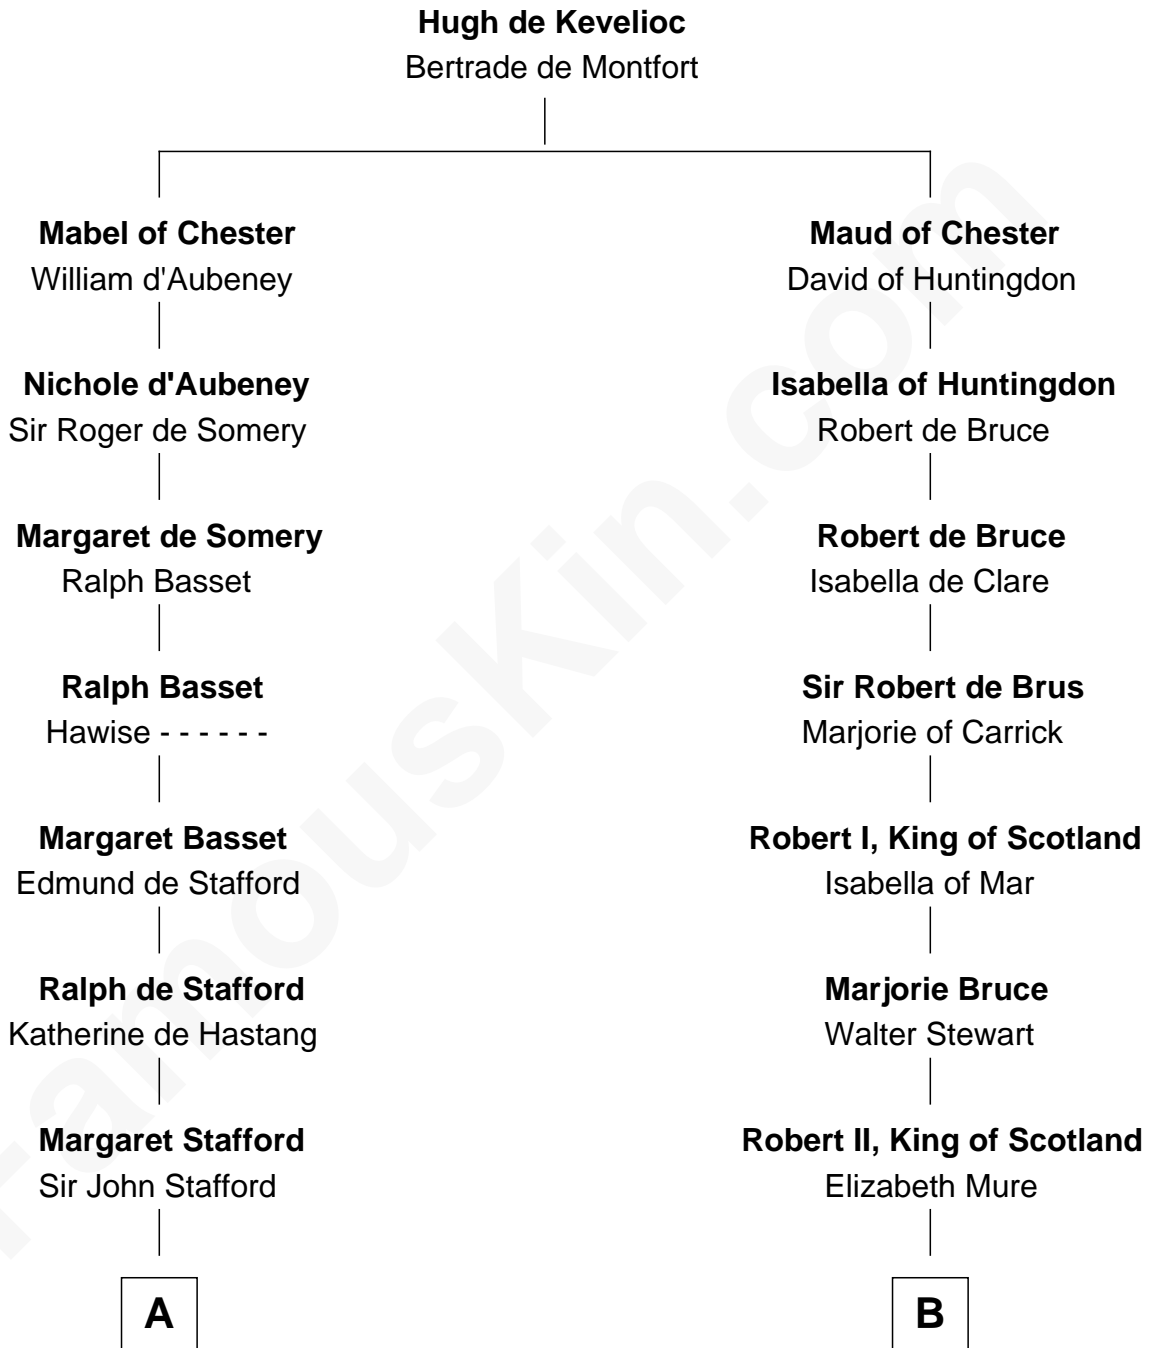 Hugh de Kevelioc
Bertrade de Montfort
Mabel of Chester
William d'Aubeney
Maud of Chester
David of Huntingdon
Nichole d'Aubeney
Sir Roger de Somery
Isabella of Huntingdon
Robert de Bruce
Margaret de Somery
Ralph Basset
Robert de Bruce
Isabella de Clare
Ralph Basset
Hawise - - - - - -
Sir Robert de Brus
Marjorie of Carrick
Margaret Basset
Edmund de Stafford
Robert I, King of Scotland
Isabella of Mar
Ralph de Stafford
Katherine de Hastang
Marjorie Bruce
Walter Stewart
Margaret Stafford
Sir John Stafford
Robert II, King of Scotland
Elizabeth Mure
A
B
FamousKin.com